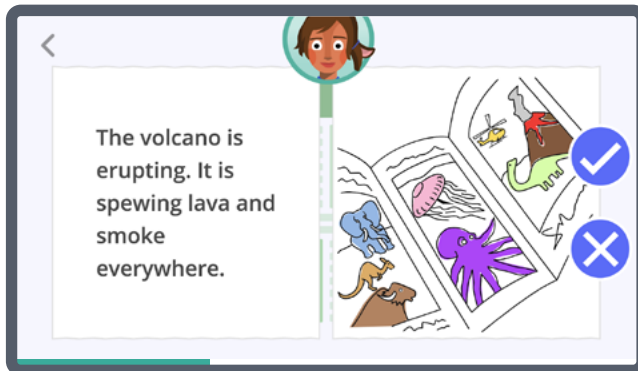 The volcano is
erupting. It is
spewing lava and
smoke
everywhere.